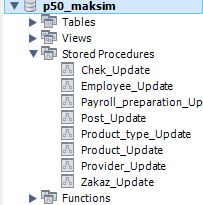 p50_maksim
Tables
Views
Stored Procedures
Chek_Update
Employee_Update
Payroll_preparation_Up
Post_Update
Product_type_Update
Product_Update
Provider_Update
Zakaz_Update
Functions